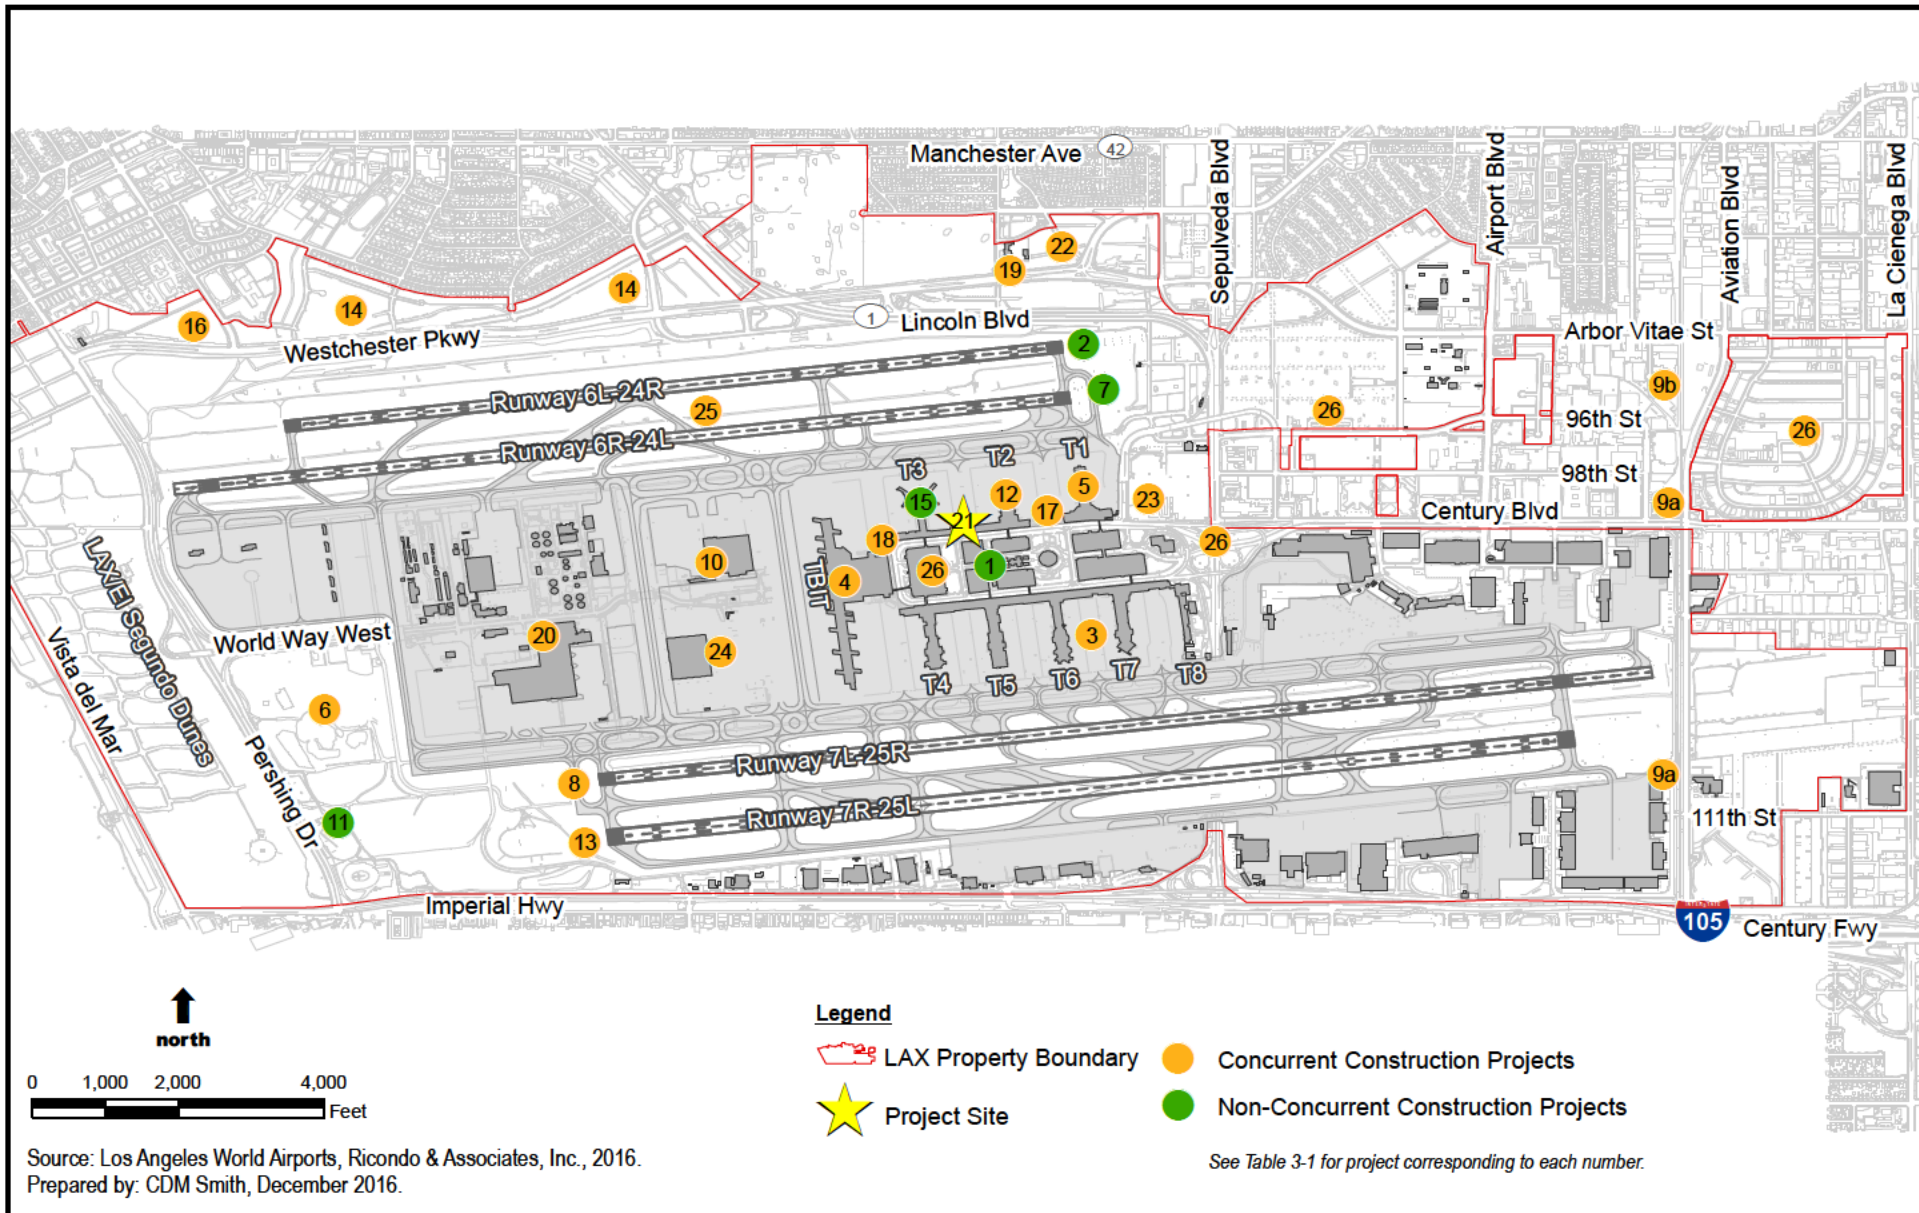 Manchester Ave
42
Sepulveda Blvd
Airport Blvd
Aviation Blvd
La Cienega Blvd
22
19
14
14
16
1
Lincoln Blvd
Westchester Pkwy
Arbor Vitae St
2
7
9b
Runway 6L-24R
25
26
96th St
26
Runway 6R-24L
T3
T2
T1
98th St
15
12
5
23
9a
21
17
Century Blvd
18
26
LAX/El Segundo Dunes
10
TBIT
4
26
1
World Way West
20
24
3
Vista del Mar
T4
T5
T6
T7
T8
6
Pershing Dr
Runway 7L-25R
8
9a
11
Runway 7R-25L
111th St
13
Imperial Hwy
105
Century Fwy
north
0 1,000 2,000 4,000
Feet
Legend
LAX Property Boundary
Project Site
Concurrent Construction Projects
Non-Concurrent Construction Projects
See Table 3-1 for project corresponding to each number.
Source: Los Angeles World Airports, Ricondo & Associates, Inc., 2016.
Prepared by: CDM Smith, December 2016.